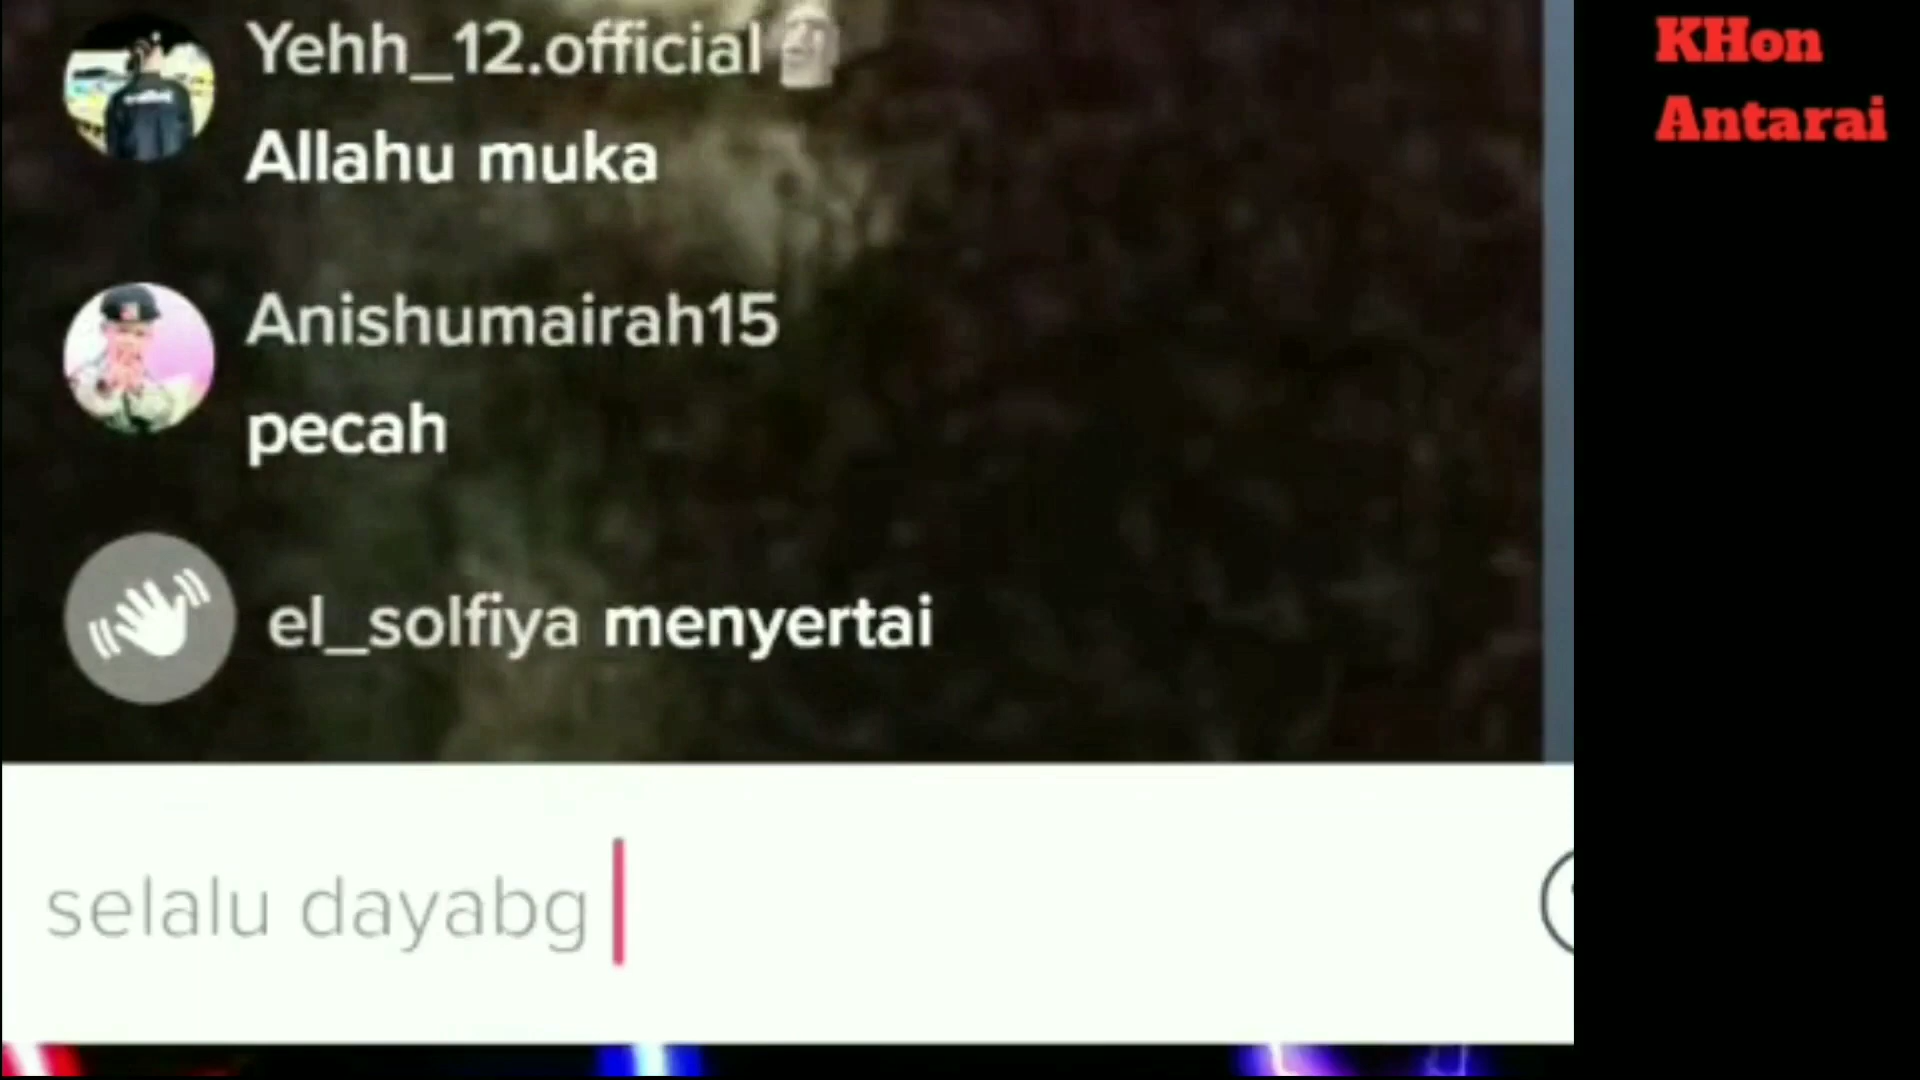 Yehh_12.official🗿
Allahu muka
Anishumairah15
pecah
el_solfiya menyertai
selalu dayabg
KHon
Antarai